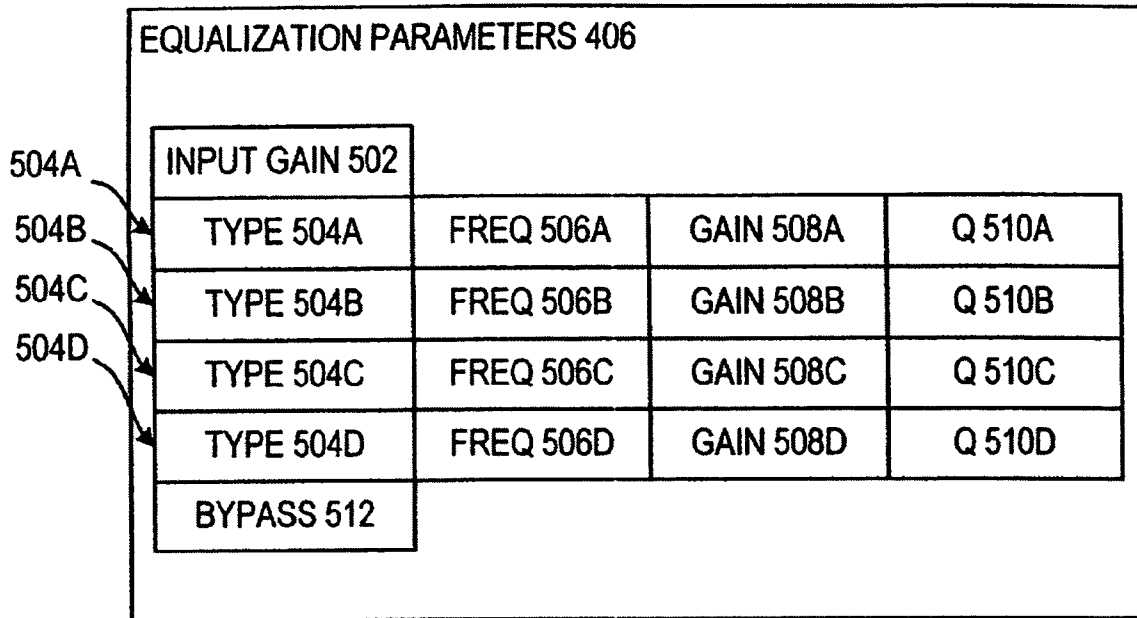 EQUALIZATION PARAMETERS 406
INPUT GAIN 502
504A
TYPE 504A FREQ 506A GAIN 508A Q 510A
504B
TYPE 504B FREQ 506B GAIN 508B Q 510B
504C
TYPE 504C FREQ 506C GAIN 508C Q 510C
504D
TYPE 504D FREQ 506D GAIN 508D Q 510D
BYPASS 512